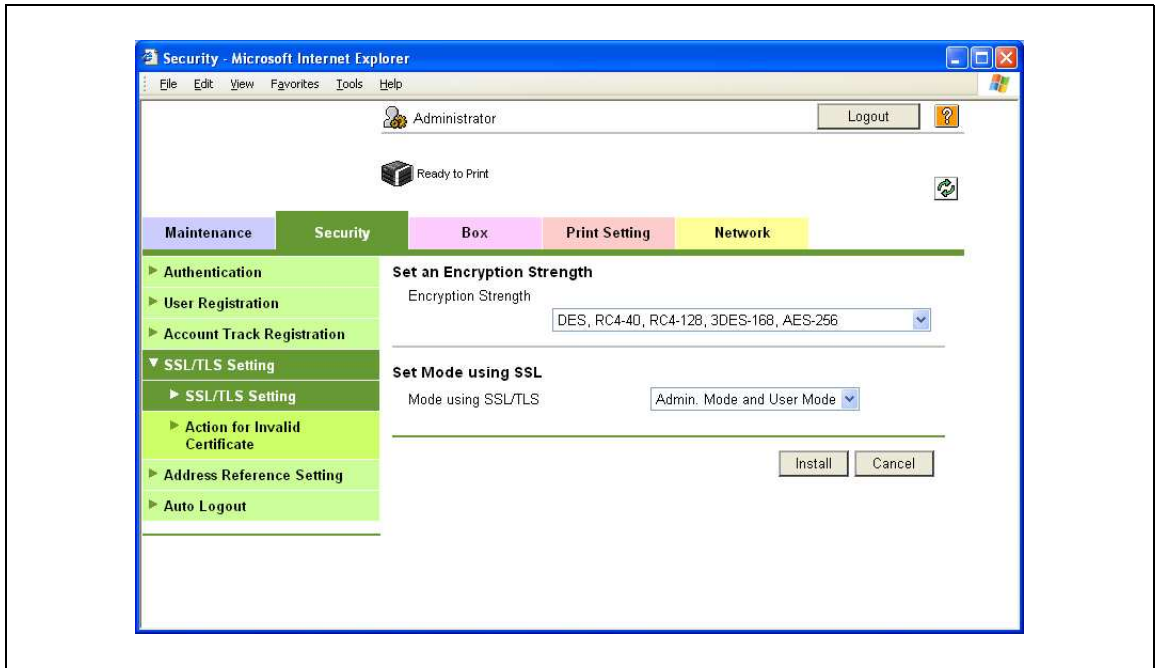 Security - Microsoft Internet Explorer
File Edit View Favorites Tools Help
Administrator
Logout
?
Ready to Print
Maintenance Security Box Print Setting Network
Authentication
User Registration
Account Track Registration
SSL/TLS Setting
SSL/TLS Setting
Action for Invalid
Certificate
Address Reference Setting
Auto Logout
Set an Encryption Strength
Encryption Strength
DES, RC4-40, RC4-128, 3DES-168, AES-256
Set Mode using SSL
Mode using SSL/TLS Admin. Mode and User Mode
Install Cancel